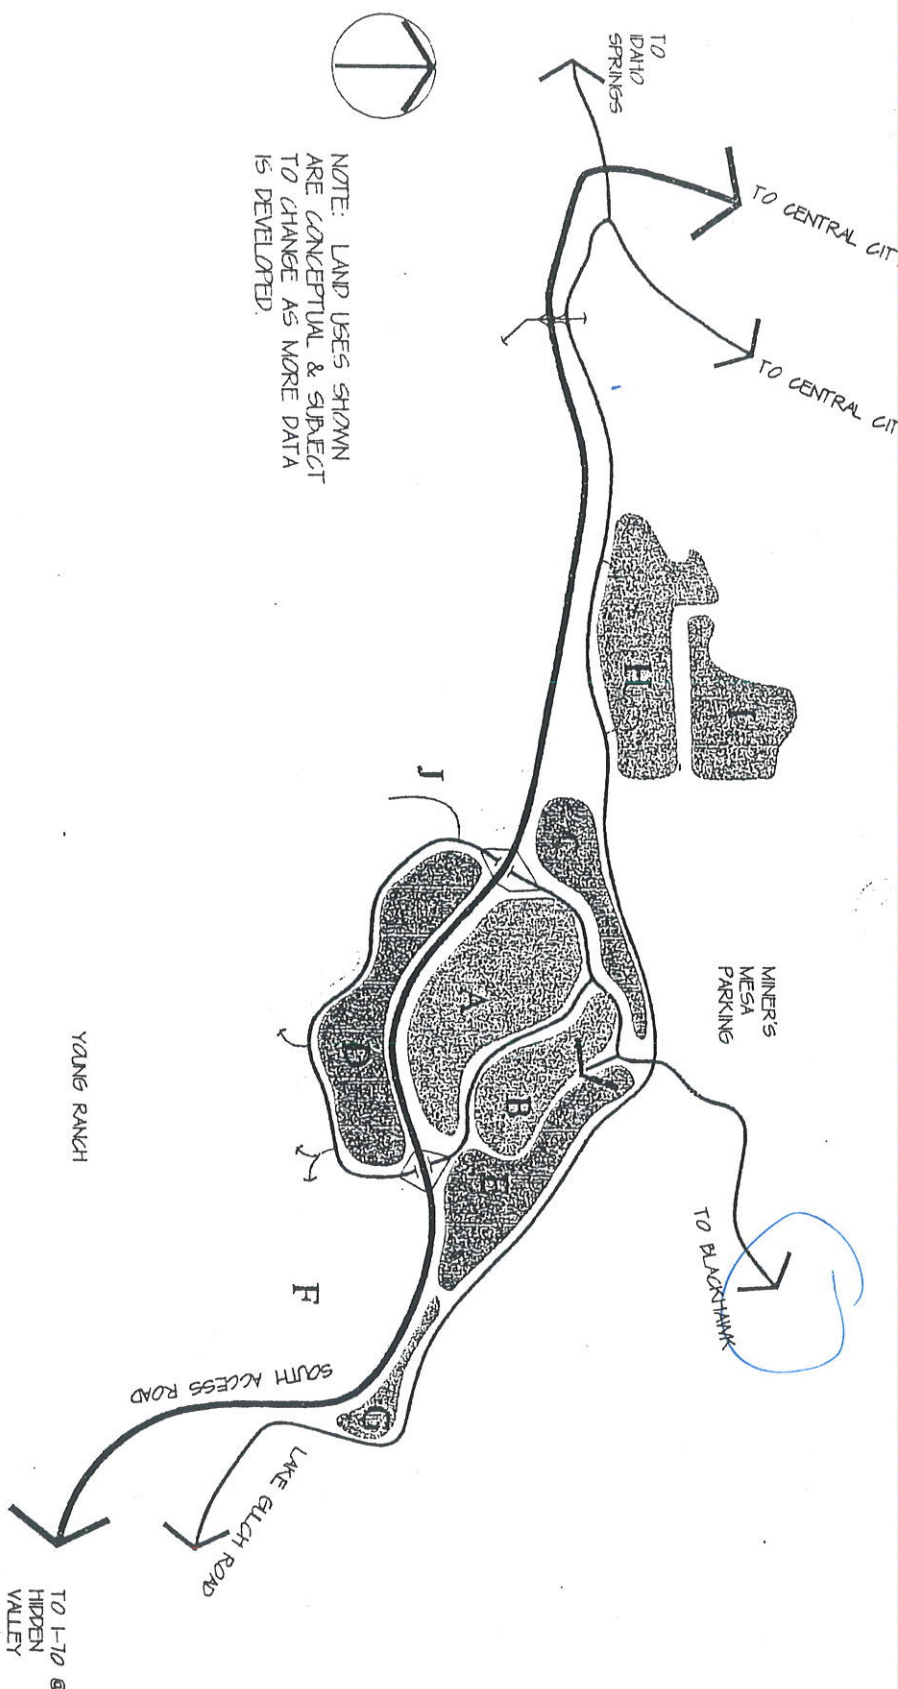 TO
IDAHO
SPRINGS
TO CENTRAL CIT
TO CENTRAL CIT
NOTE: LAND USES SHOWN
ARE CONCEPTUAL & SUBJECT
TO CHANGE AS MORE DATA
IS DEVELOPED.
H
I
J
C
MINER'S
MESA
PARKING
A
D
B
E
YOUNG RANCH
TO BLACKHAWK
F
G
SOUTH ACCESS ROAD
LAKE GULCH ROAD
TO I-70 @
HIDDEN
VALLEY